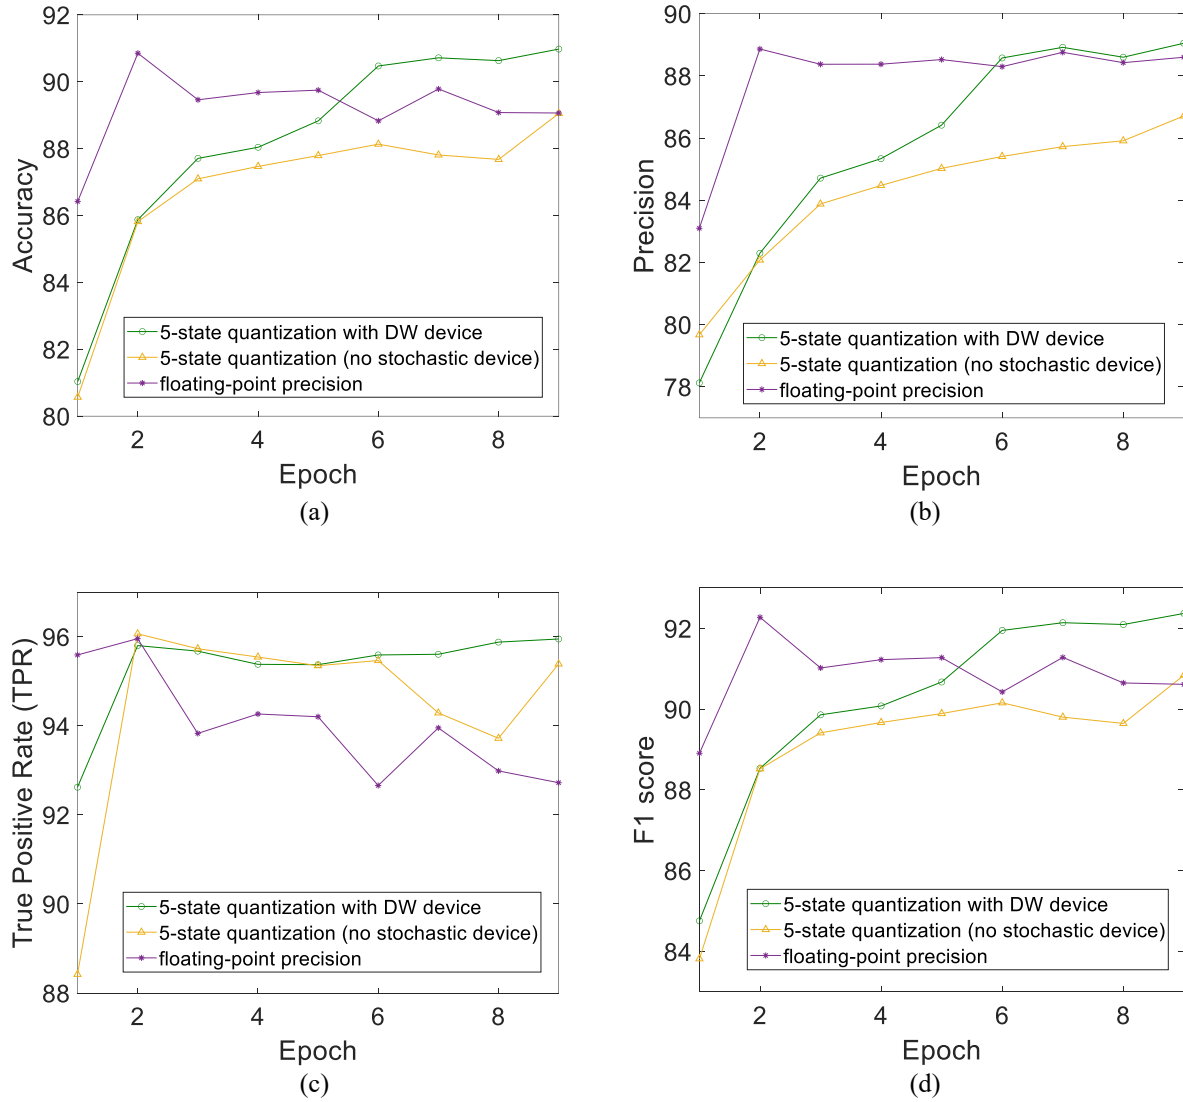 92
90
88
86
84
82
80
Accuracy
5-state quantization with DW device
5-state quantization (no stochastic device)
floating-point precision
2 4 6 8
Epoch
(a)
90
88
86
84
82
80
78
Precision
5-state quantization with DW device
5-state quantization (no stochastic device)
floating-point precision
2 4 6 8
Epoch
(b)
96
94
92
90
88
True Positive Rate (TPR)
5-state quantization with DW device
5-state quantization (no stochastic device)
floating-point precision
2 4 6 8
Epoch
(c)
92
90
88
86
84
F1 score
5-state quantization with DW device
5-state quantization (no stochastic device)
floating-point precision
2 4 6 8
Epoch
(d)